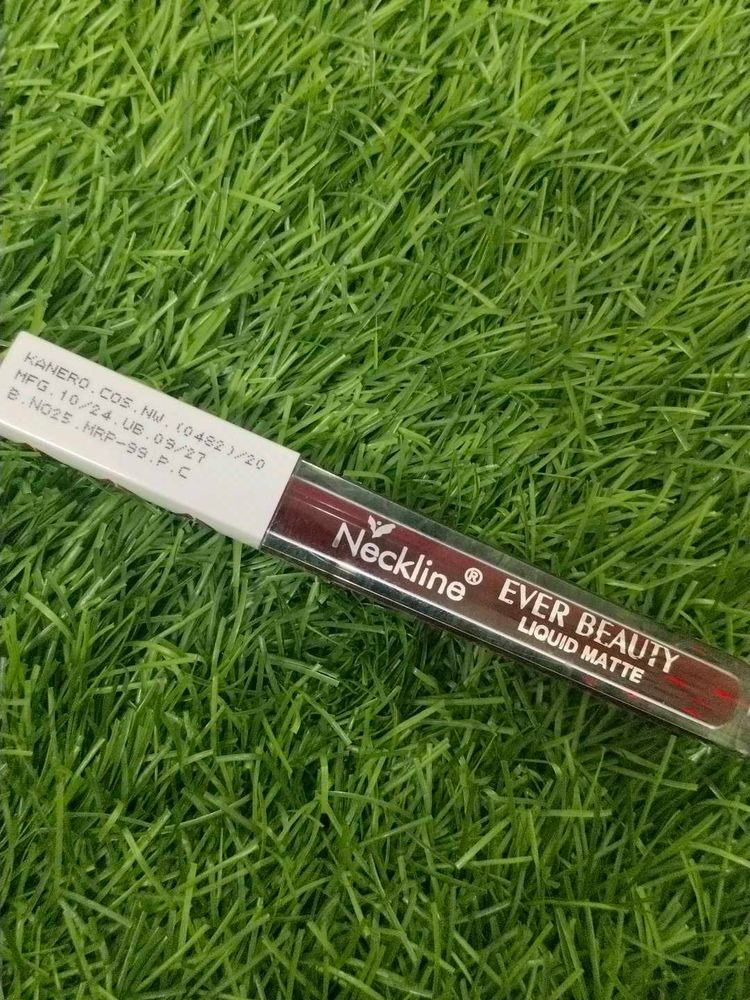 KANERO.COS.NW.(0482)/20
MFG.10/24.UB.09/27
B.NO25.MRP-99.P.C
Neckline®
EVER BEAUTY
LIQUID MATTE